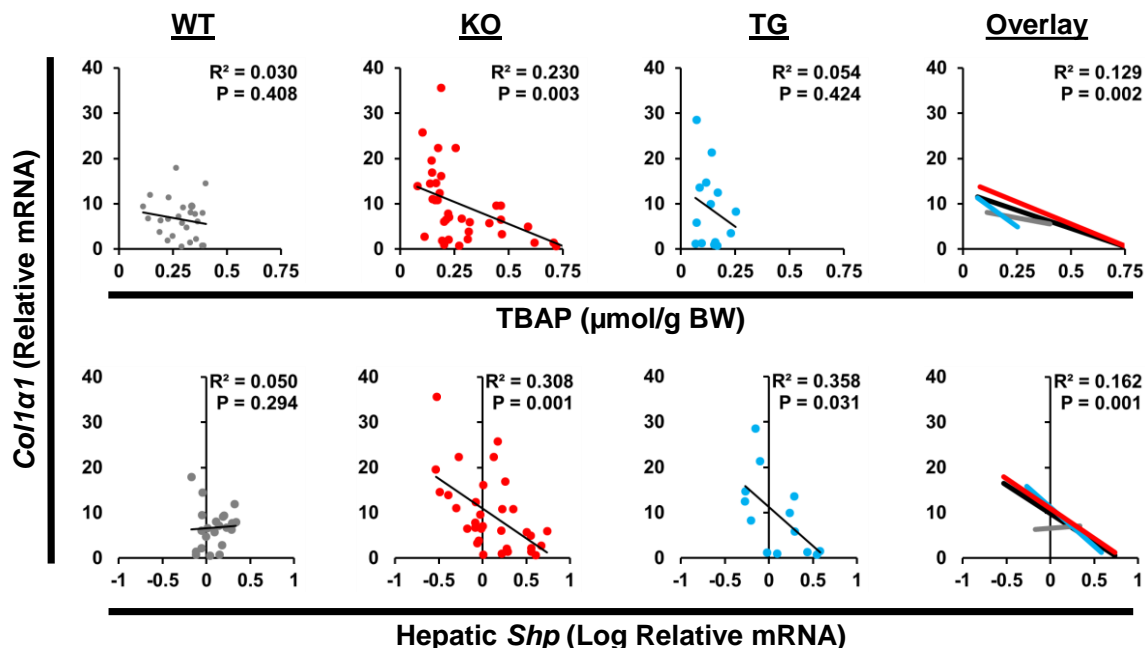 WT KO TG Overlay
Col1α1 (Relative mRNA)
40 40 40 40
R² = 0.030 R² = 0.230 R² = 0.054 R² = 0.129
P = 0.408 P = 0.003 P = 0.424 P = 0.002
30 30 30 30
20 20 20 20
10 10 10 10
0 0 0 0
0 0.25 0.5 0.75 0 0.25 0.5 0.75 0 0.25 0.5 0.75 0 0.25 0.5 0.75
TBAP (μmol/g BW)
40 40 40 40
R² = 0.050 R² = 0.308 R² = 0.358 R² = 0.162
P = 0.294 P = 0.001 P = 0.031 P = 0.001
30 30 30 30
20 20 20 20
10 10 10 10
0 0 0 0
-1 -0.5 0 0.5 1 -1 -0.5 0 0.5 1 -1 -0.5 0 0.5 1 -1 -0.5 0 0.5 1
Hepatic Shp (Log Relative mRNA)